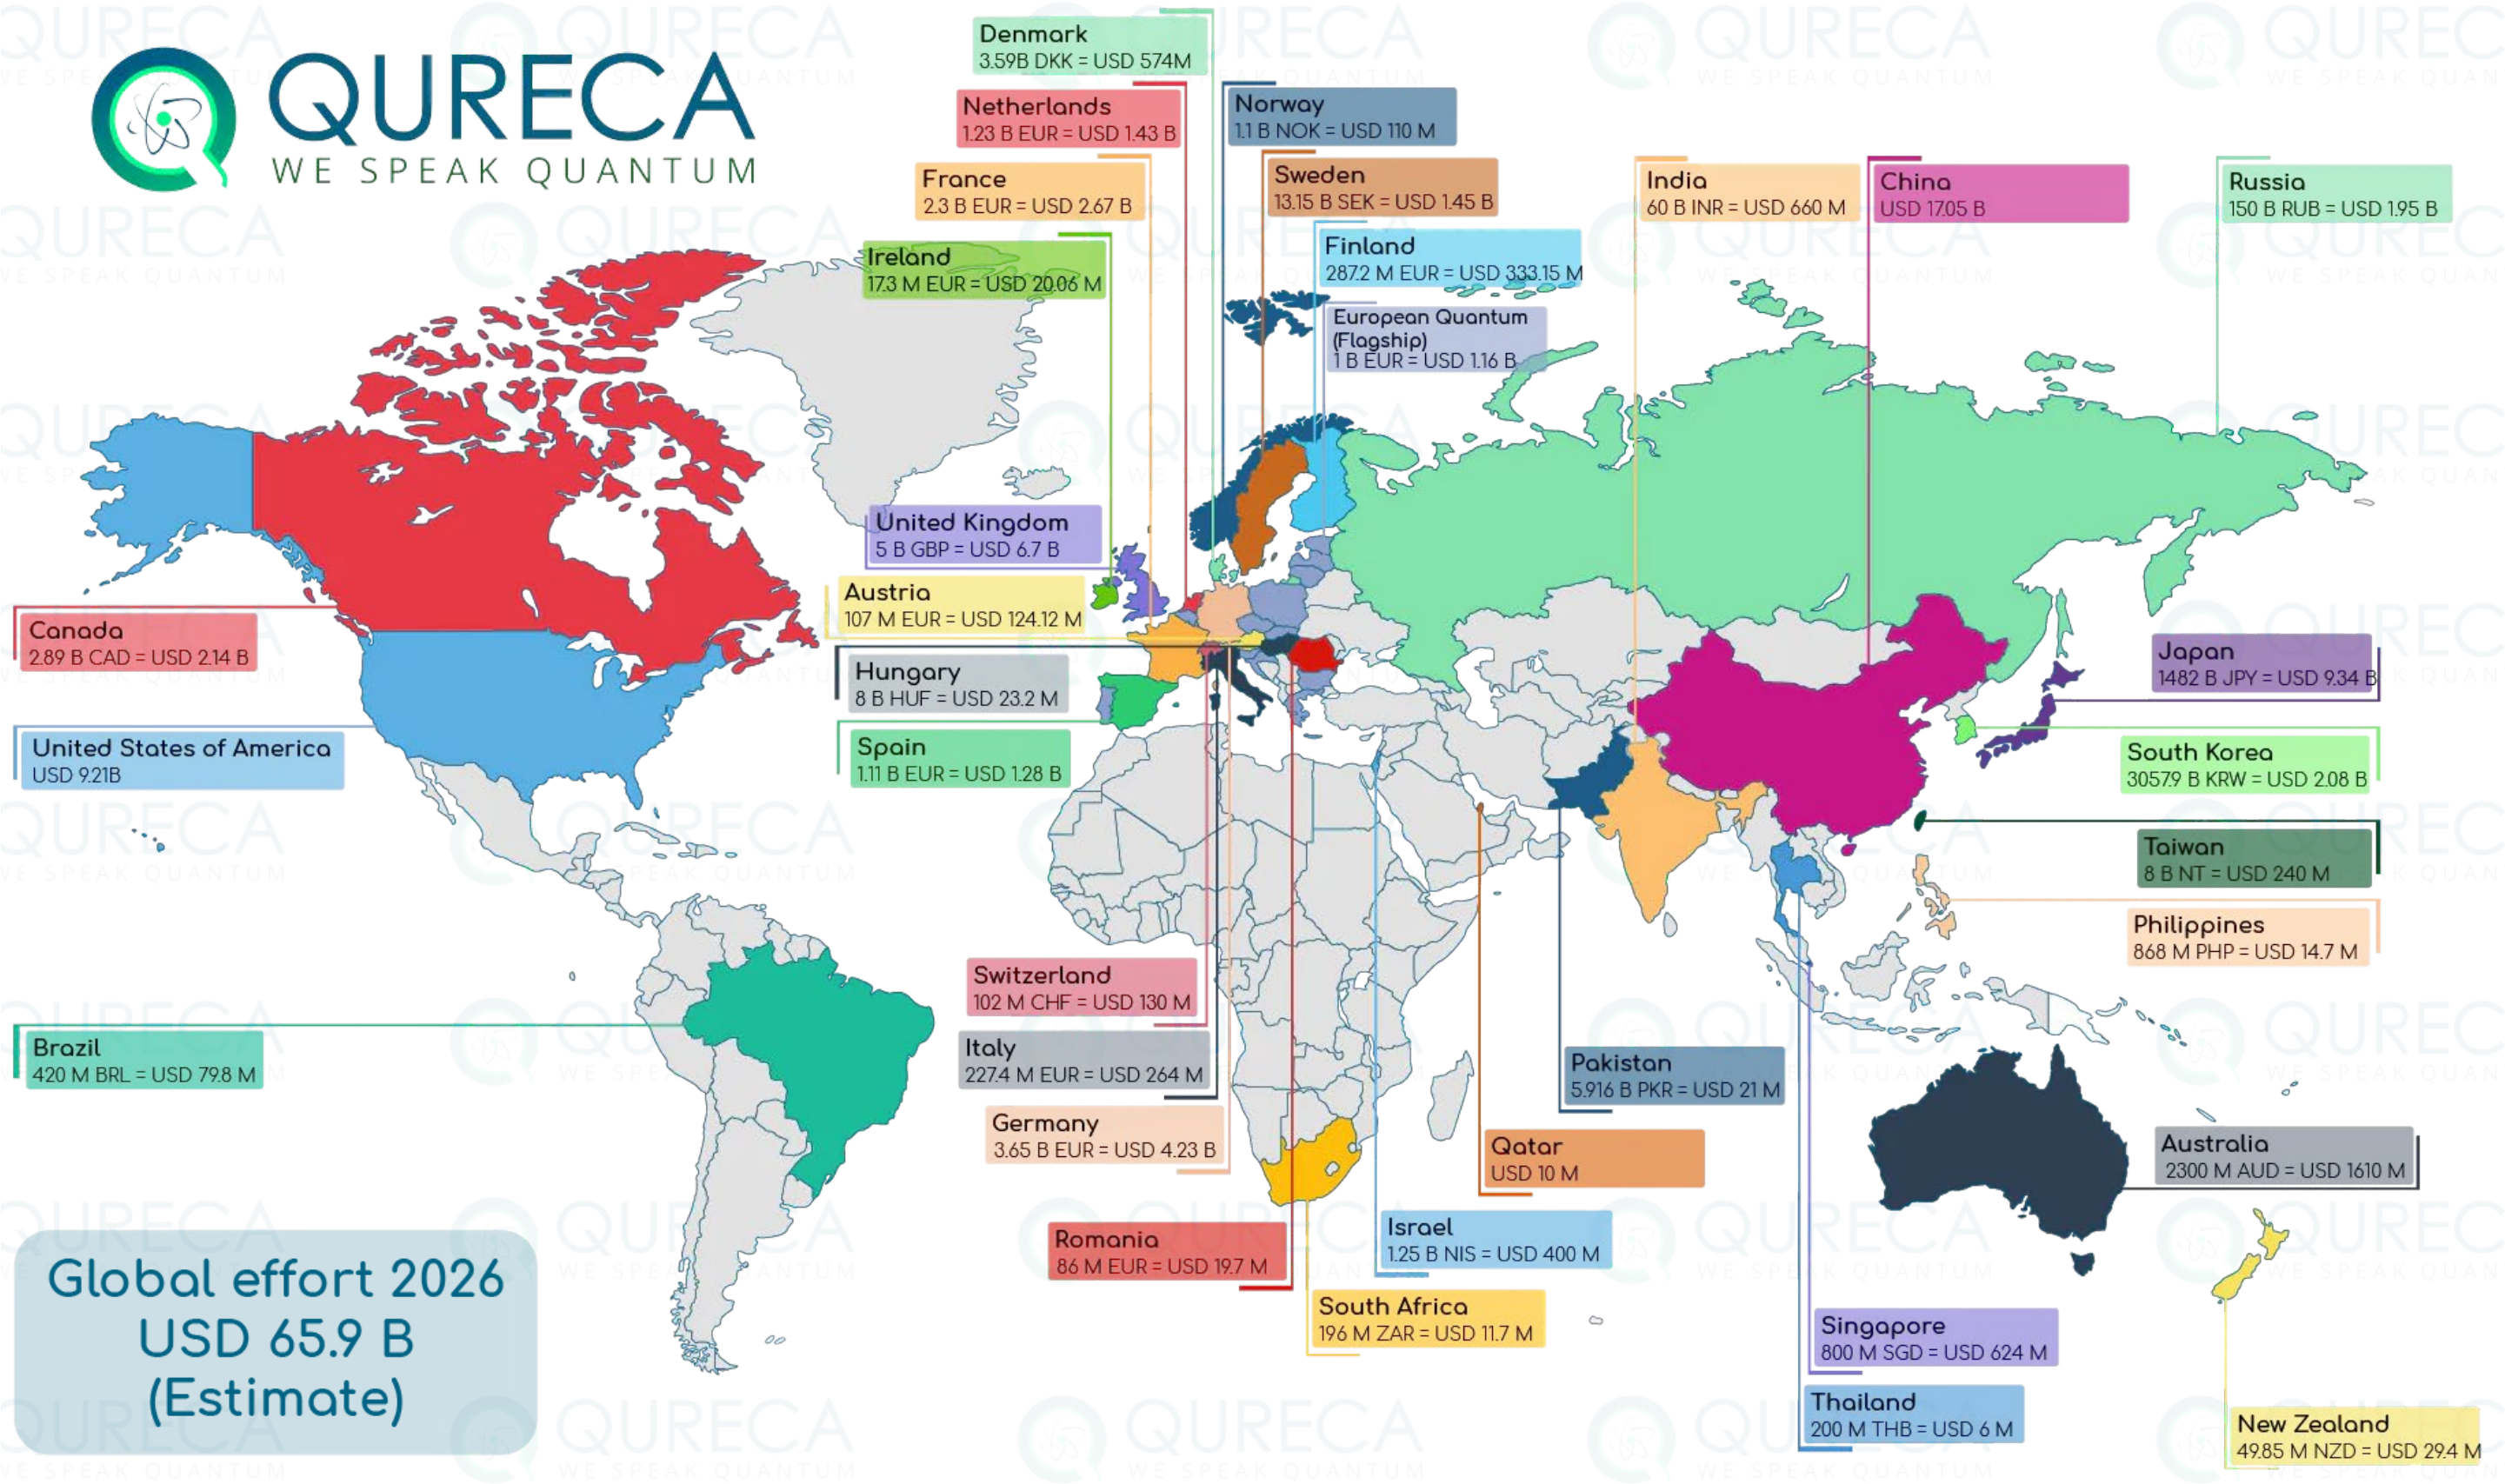 QURECA
WE SPEAK QUANTUM
Denmark
3.59B DKK = USD 574M
Netherlands
1.23 B EUR = USD 1.43 B
Norway
1.1 B NOK = USD 110 M
France
2.3 B EUR = USD 2.67 B
Sweden
13.15 B SEK = USD 1.45 B
India
60 B INR = USD 660 M
China
USD 17.05 B
Russia
150 B RUB = USD 1.95 B
Ireland
17.3 M EUR = USD 20.06 M
Finland
287.2 M EUR = USD 333.15 M
European Quantum
(Flagship)
1 B EUR = USD 1.16 B
United Kingdom
5 B GBP = USD 6.7 B
Austria
107 M EUR = USD 124.12 M
Canada
2.89 B CAD = USD 2.14 B
Hungary
8 B HUF = USD 23.2 M
Japan
1482 B JPY = USD 9.34 B
United States of America
USD 9.21B
Spain
1.11 B EUR = USD 1.28 B
South Korea
30579 B KRW = USD 2.08 B
Taiwan
8 B NT = USD 240 M
Philippines
868 M PHP = USD 14.7 M
Switzerland
102 M CHF = USD 130 M
Brazil
420 M BRL = USD 79.8 M
Italy
227.4 M EUR = USD 264 M
Pakistan
5.916 B PKR = USD 21 M
Germany
3.65 B EUR = USD 4.23 B
Qatar
USD 10 M
Australia
2300 M AUD = USD 1610 M
Romania
86 M EUR = USD 19.7 M
Israel
1.25 B NIS = USD 400 M
South Africa
196 M ZAR = USD 11.7 M
Singapore
800 M SGD = USD 624 M
Thailand
200 M THB = USD 6 M
New Zealand
49.85 M NZD = USD 29.4 M
Global effort 2026
USD 65.9 B
(Estimate)